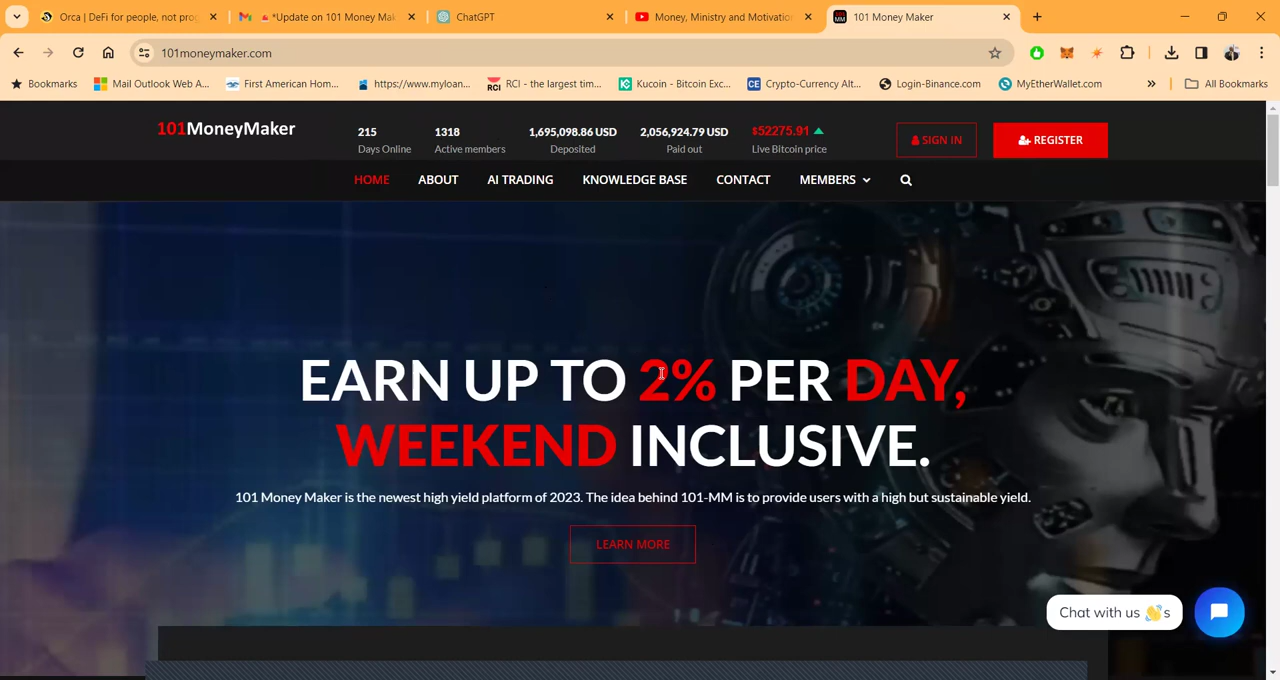 Orca | DeFi for people, not prog
*Update on 101 Money Mak
ChatGPT
Money, Ministry and Motivatio
101 Money Maker
101moneymaker.com
Bookmarks
Mail Outlook Web A...
First American Hom...
https://www.myloan...
RCI - the largest tim...
Kucoin - Bitcoin Exc...
Crypto-Currency Alt...
Login-Binance.com
MyEtherWallet.com
All Bookmarks
101MoneyMaker
215
Days Online
1318
Active members
1,695,098.86 USD
Deposited
2,056,924.79 USD
Paid out
$52275.91
Live Bitcoin price
SIGN IN
REGISTER
HOME
ABOUT
AI TRADING
KNOWLEDGE BASE
CONTACT
MEMBERS
EARN UP TO 2% PER DAY,
WEEKEND INCLUSIVE.
101 Money Maker is the newest high yield platform of 2023. The idea behind 101-MM is to provide users with a high but sustainable yield.
LEARN MORE
Chat with us 👋s